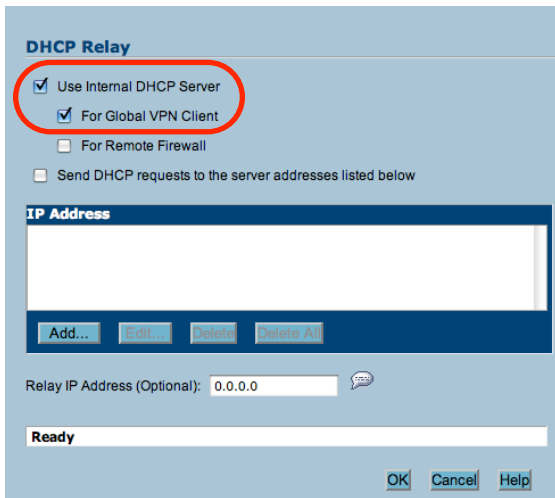 DHCP Relay
Use Internal DHCP Server
For Global VPN Client
For Remote Firewall
Send DHCP requests to the server addresses listed below
IP Address
Add... Edit... Delete Delete All
Relay IP Address (Optional): 0.0.0.0
Ready
OK Cancel Help